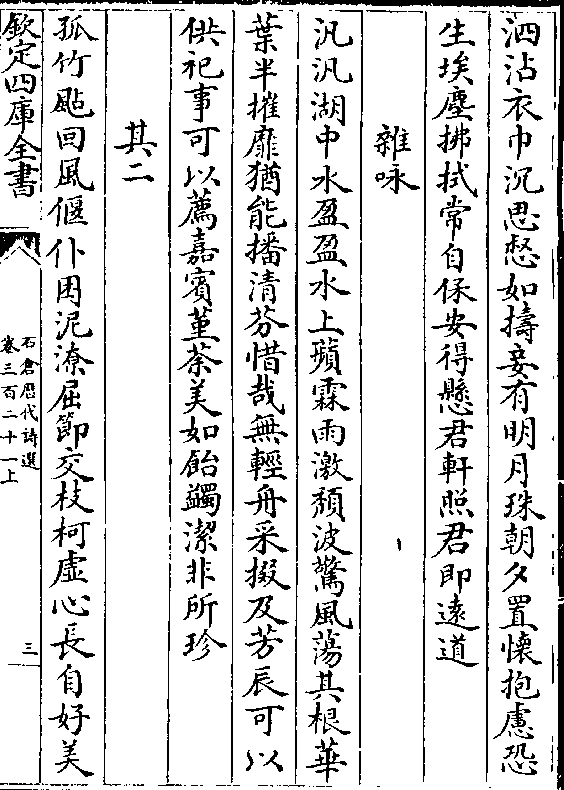 泗沾衣巾沉思惄如擣妾有明月珠朝夕置懷抱慮恐
生埃塵拂拭常自保安得懸君軒照君即遠道
雜咏
汎汎湖中水盈盈水上蘋霖雨激頽波驚風蕩其根華
葉半摧靡猶能播清芬惜哉無輕舟采掇及芳辰可以
供祀事可以薦嘉賓堇荼美如飴蠲潔非所珍
其二
孤竹颭回風偃仆困泥潦屈節交枝柯虛心長自好美
欽定四庫全書
石倉歷代詩選
卷三百二十一上
三